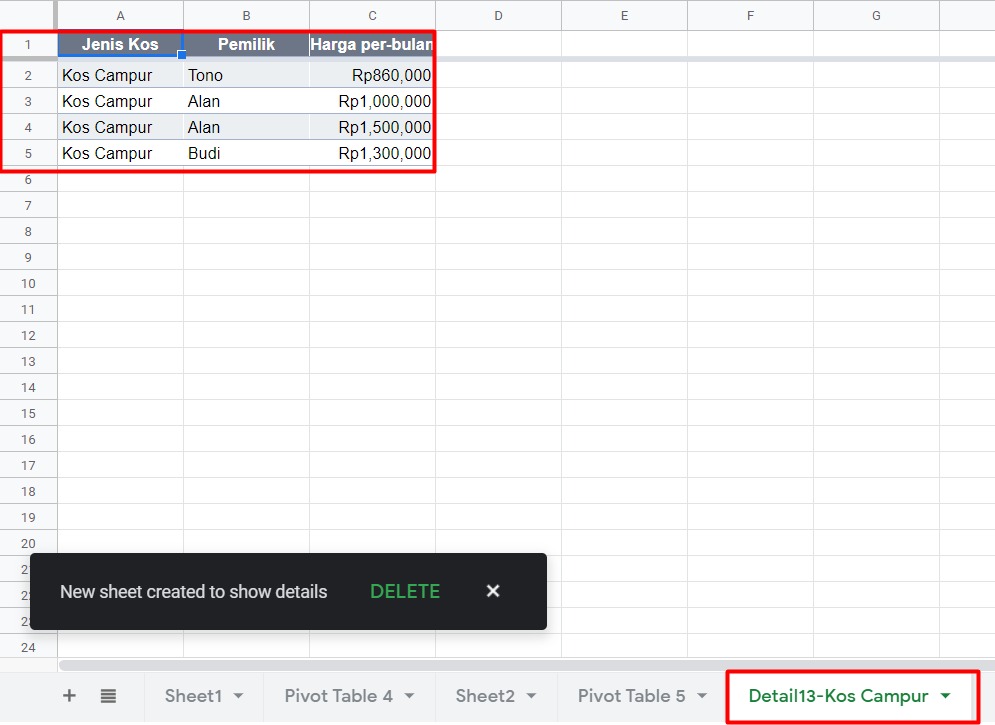 A B C D E F G
1 Jenis Kos Pemilik Harga per-bulan
2 Kos Campur Tono Rp860,000
3 Kos Campur Alan Rp1,000,000
4 Kos Campur Alan Rp1,500,000
5 Kos Campur Budi Rp1,300,000
6
7
8
9
10
11
12
13
14
15
16
17
18
19
20
New sheet created to show details DELETE ×
24
+ Sheet1 Pivot Table 4 Sheet2 Pivot Table 5 Detail13-Kos Campur